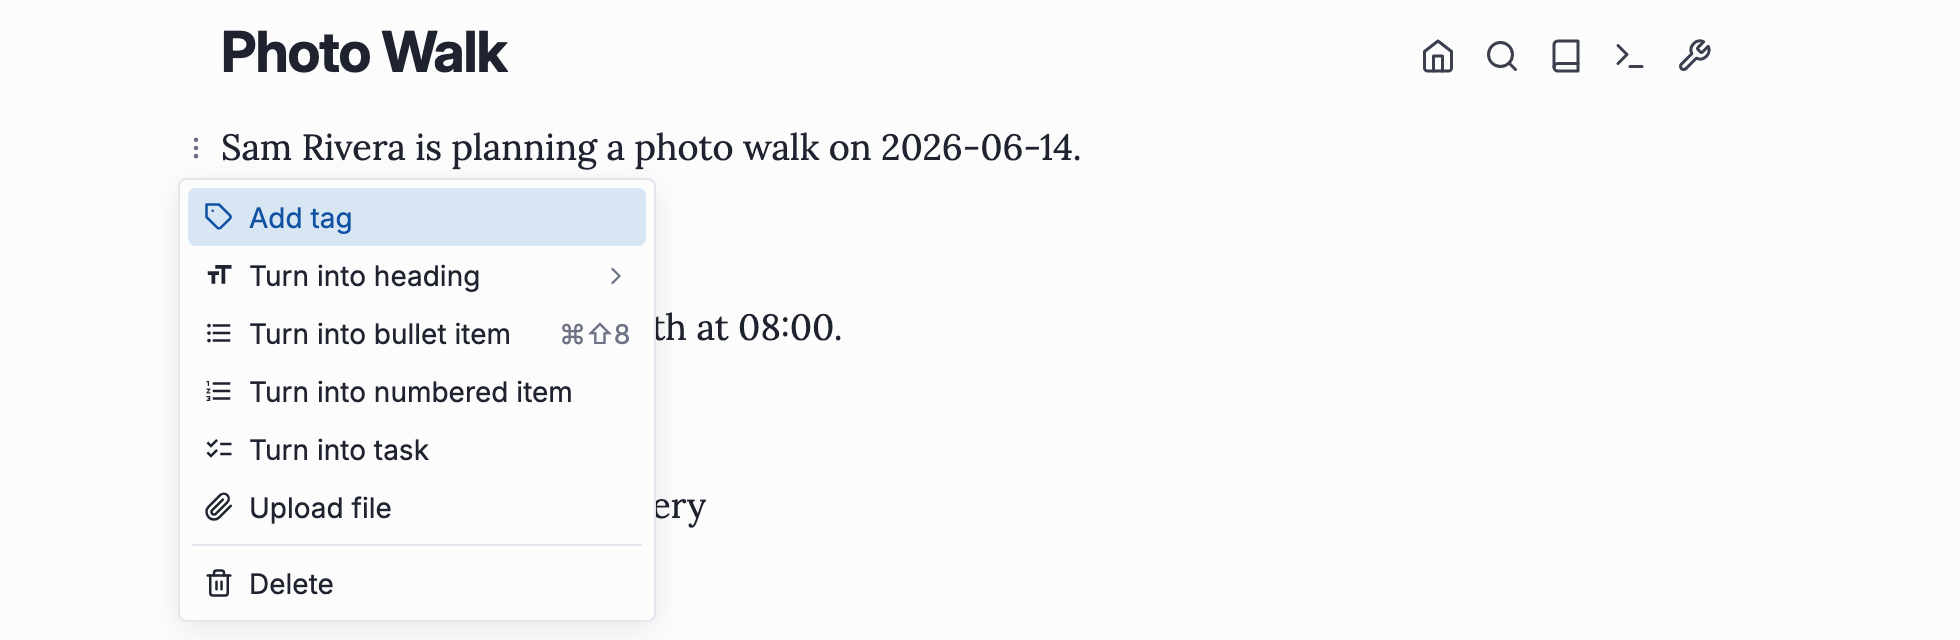 Photo Walk
Sam Rivera is planning a photo walk on 2026-06-14.
Add tag
Turn into heading
th at 08:00.
Turn into bullet item ⌘⇧8
Turn into numbered item
Turn into task
Upload file
ery
Delete